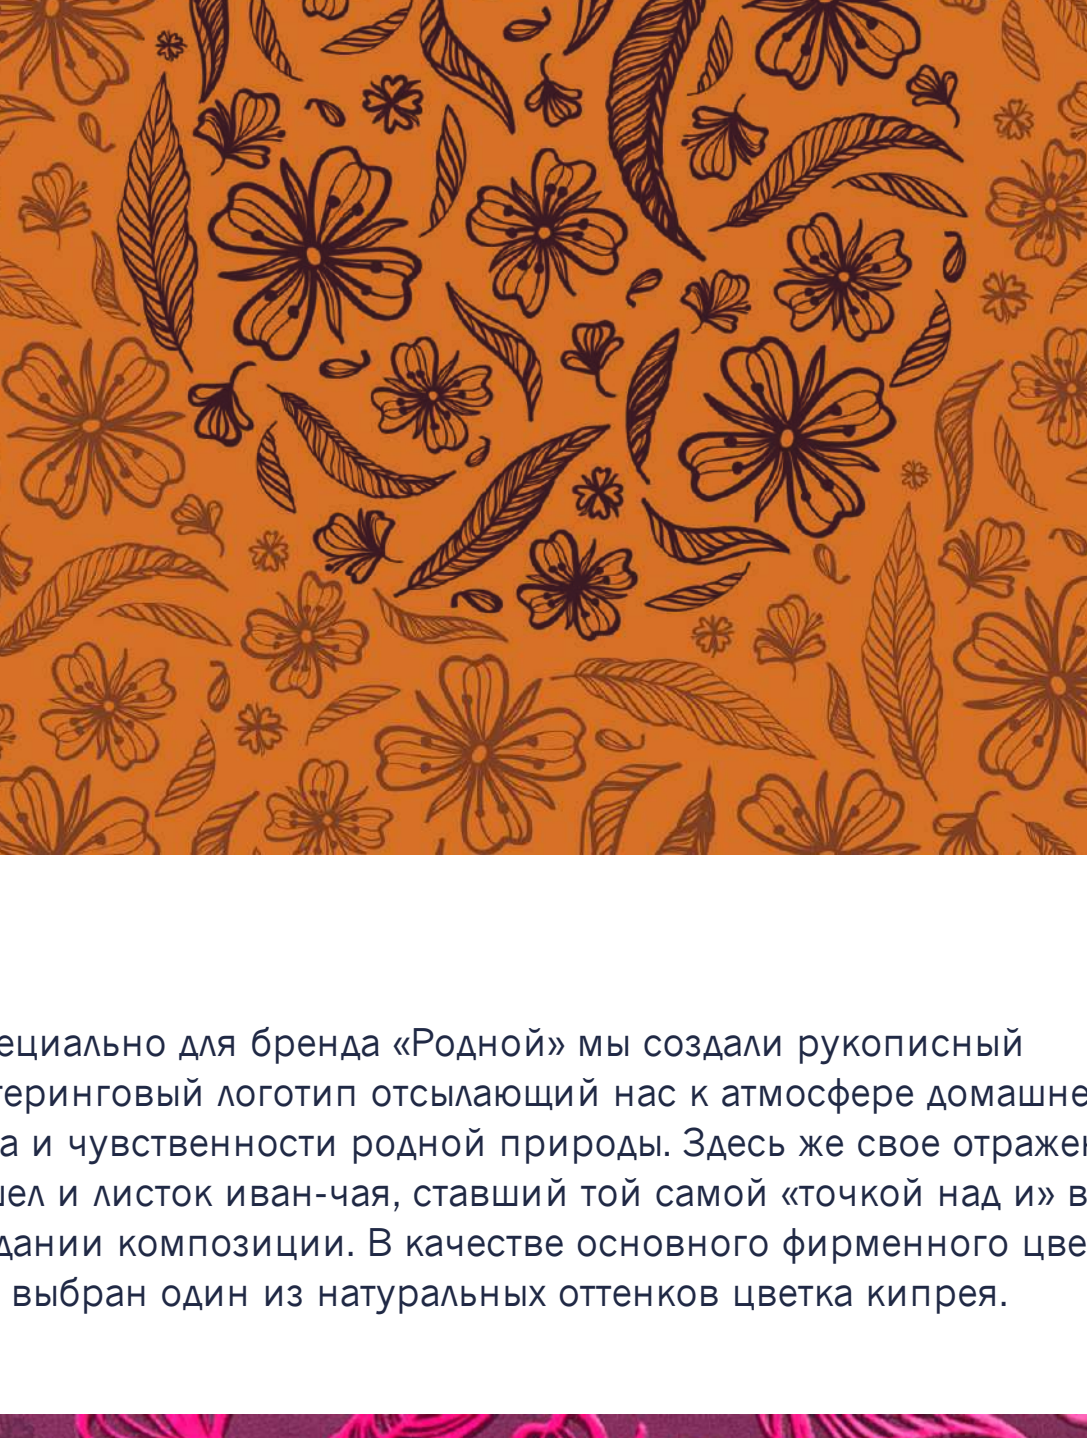 ециально для бренда «Родной» мы создали рукописный
теринговый логотип отсылающий нас к атмосфере домашне
а и чувственности родной природы. Здесь же свое отражен
шел и листок иван-чая, ставший той самой «точкой над и» в
дании композиции. В качестве основного фирменного цве
выбран один из натуральных оттенков цветка кипрея.